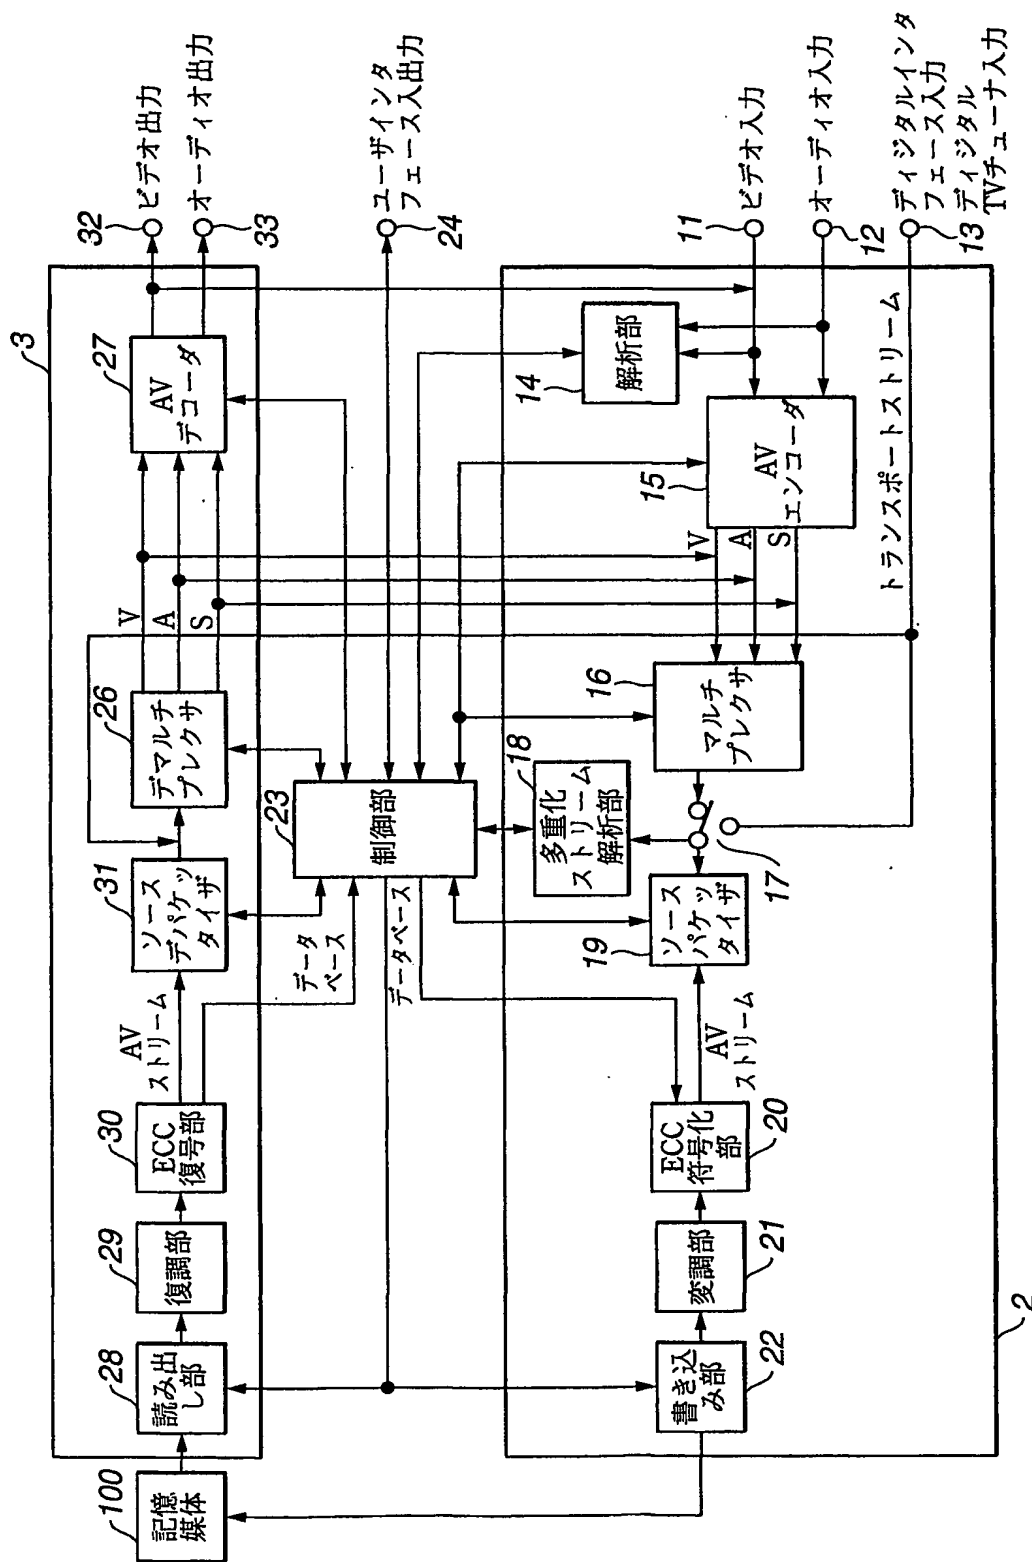 3
100
記憶
媒体
28
読み出
し部
29
復調部
30
ECC
復号部
AV
ストリーム
31
ソース
デパケッ
タイザ
26
デマルチ
プレクサ
V
A
S
27
AV
デコーダ
32
ビデオ出力
33
オーディオ出力
データ
ベース
データベース
23
制御部
24
ユーザインタ
フェース入出力
2
22
書き込
み部
21
変調部
20
ECC
符号化
部
AV
ストリーム
19
ソース
パケッ
タイザ
17
18
多重化
ストリーム
解析部
16
マルチ
プレクサ
V
A
S
15
AV
エンコーダ
14
解析部
11
ビデオ入力
12
オーディオ入力
トランスポートストリーム
13
ディジタルインタ
フェース入力
ディジタル
TVチューナ入力